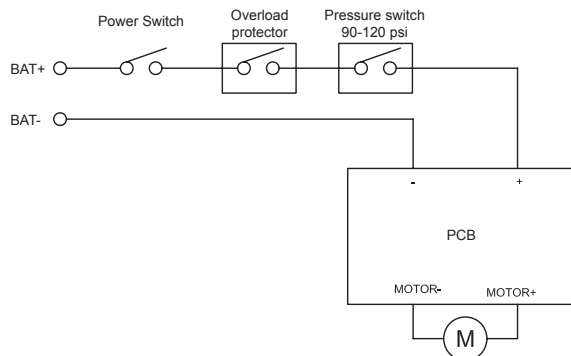 Power Switch
Overload
protector
Pressure switch
90-120 psi
BAT+
BAT-
-
+
PCB
MOTOR-
MOTOR+
M